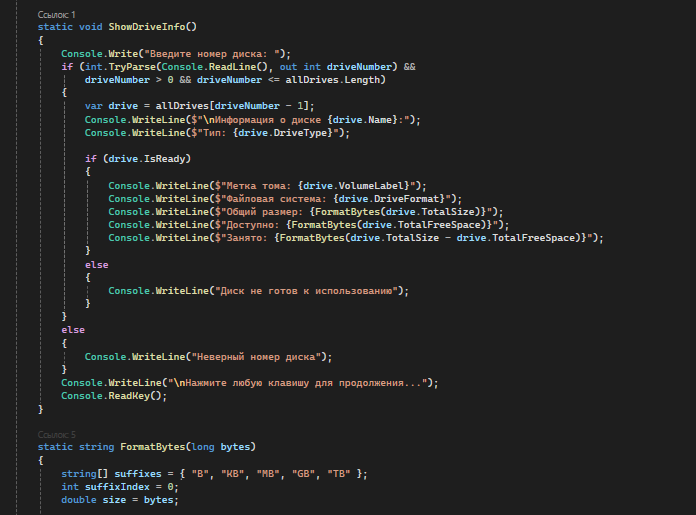 Ссылок: 1
static void ShowDriveInfo()
{
Console.Write("Введите номер диска: ");
if (int.TryParse(Console.ReadLine(), out int driveNumber) &&
driveNumber > 0 && driveNumber <= allDrives.Length)
{
var drive = allDrives[driveNumber - 1];
Console.WriteLine($"\nИнформация о диске {drive.Name}:");
Console.WriteLine($"Тип: {drive.DriveType}");
if (drive.IsReady)
{
Console.WriteLine($"Метка тома: {drive.VolumeLabel}");
Console.WriteLine($"Файловая система: {drive.DriveFormat}");
Console.WriteLine($"Общий размер: {FormatBytes(drive.TotalSize)}");
Console.WriteLine($"Доступно: {FormatBytes(drive.TotalFreeSpace)}");
Console.WriteLine($"Занято: {FormatBytes(drive.TotalSize - drive.TotalFreeSpace)}");
}
else
{
Console.WriteLine("Диск не готов к использованию");
}
}
else
{
Console.WriteLine("Неверный номер диска");
}
Console.WriteLine("\nНажмите любую клавишу для продолжения...");
Console.ReadKey();
}
Ссылок: 5
static string FormatBytes(long bytes)
{
string[] suffixes = { "B", "KB", "MB", "GB", "TB" };
int suffixIndex = 0;
double size = bytes;